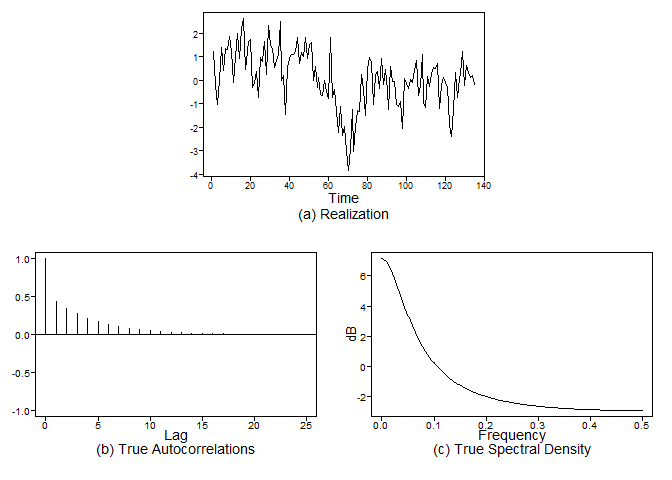 2
1
0
-1
-2
-3
-4
0 20 40 60 80 100 120 140
Time
(a) Realization
1.0
0.5
0.0
-0.5
-1.0
0 5 10 15 20 25
Lag
(b) True Autocorrelations
dB
6
4
2
0
-2
0.0 0.1 0.2 0.3 0.4 0.5
Frequency
(c) True Spectral Density